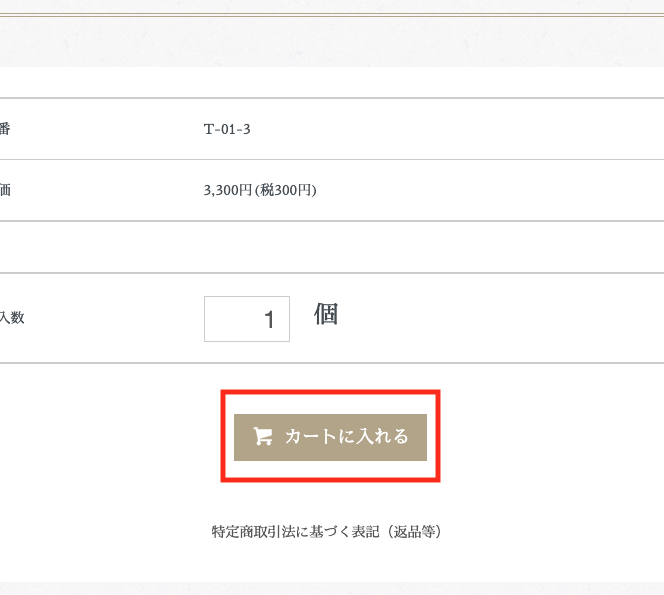 番 T-01-3
価 3,300円(税300円)
入数 1 個
カートに入れる
特定商取引法に基づく表記（返品等）